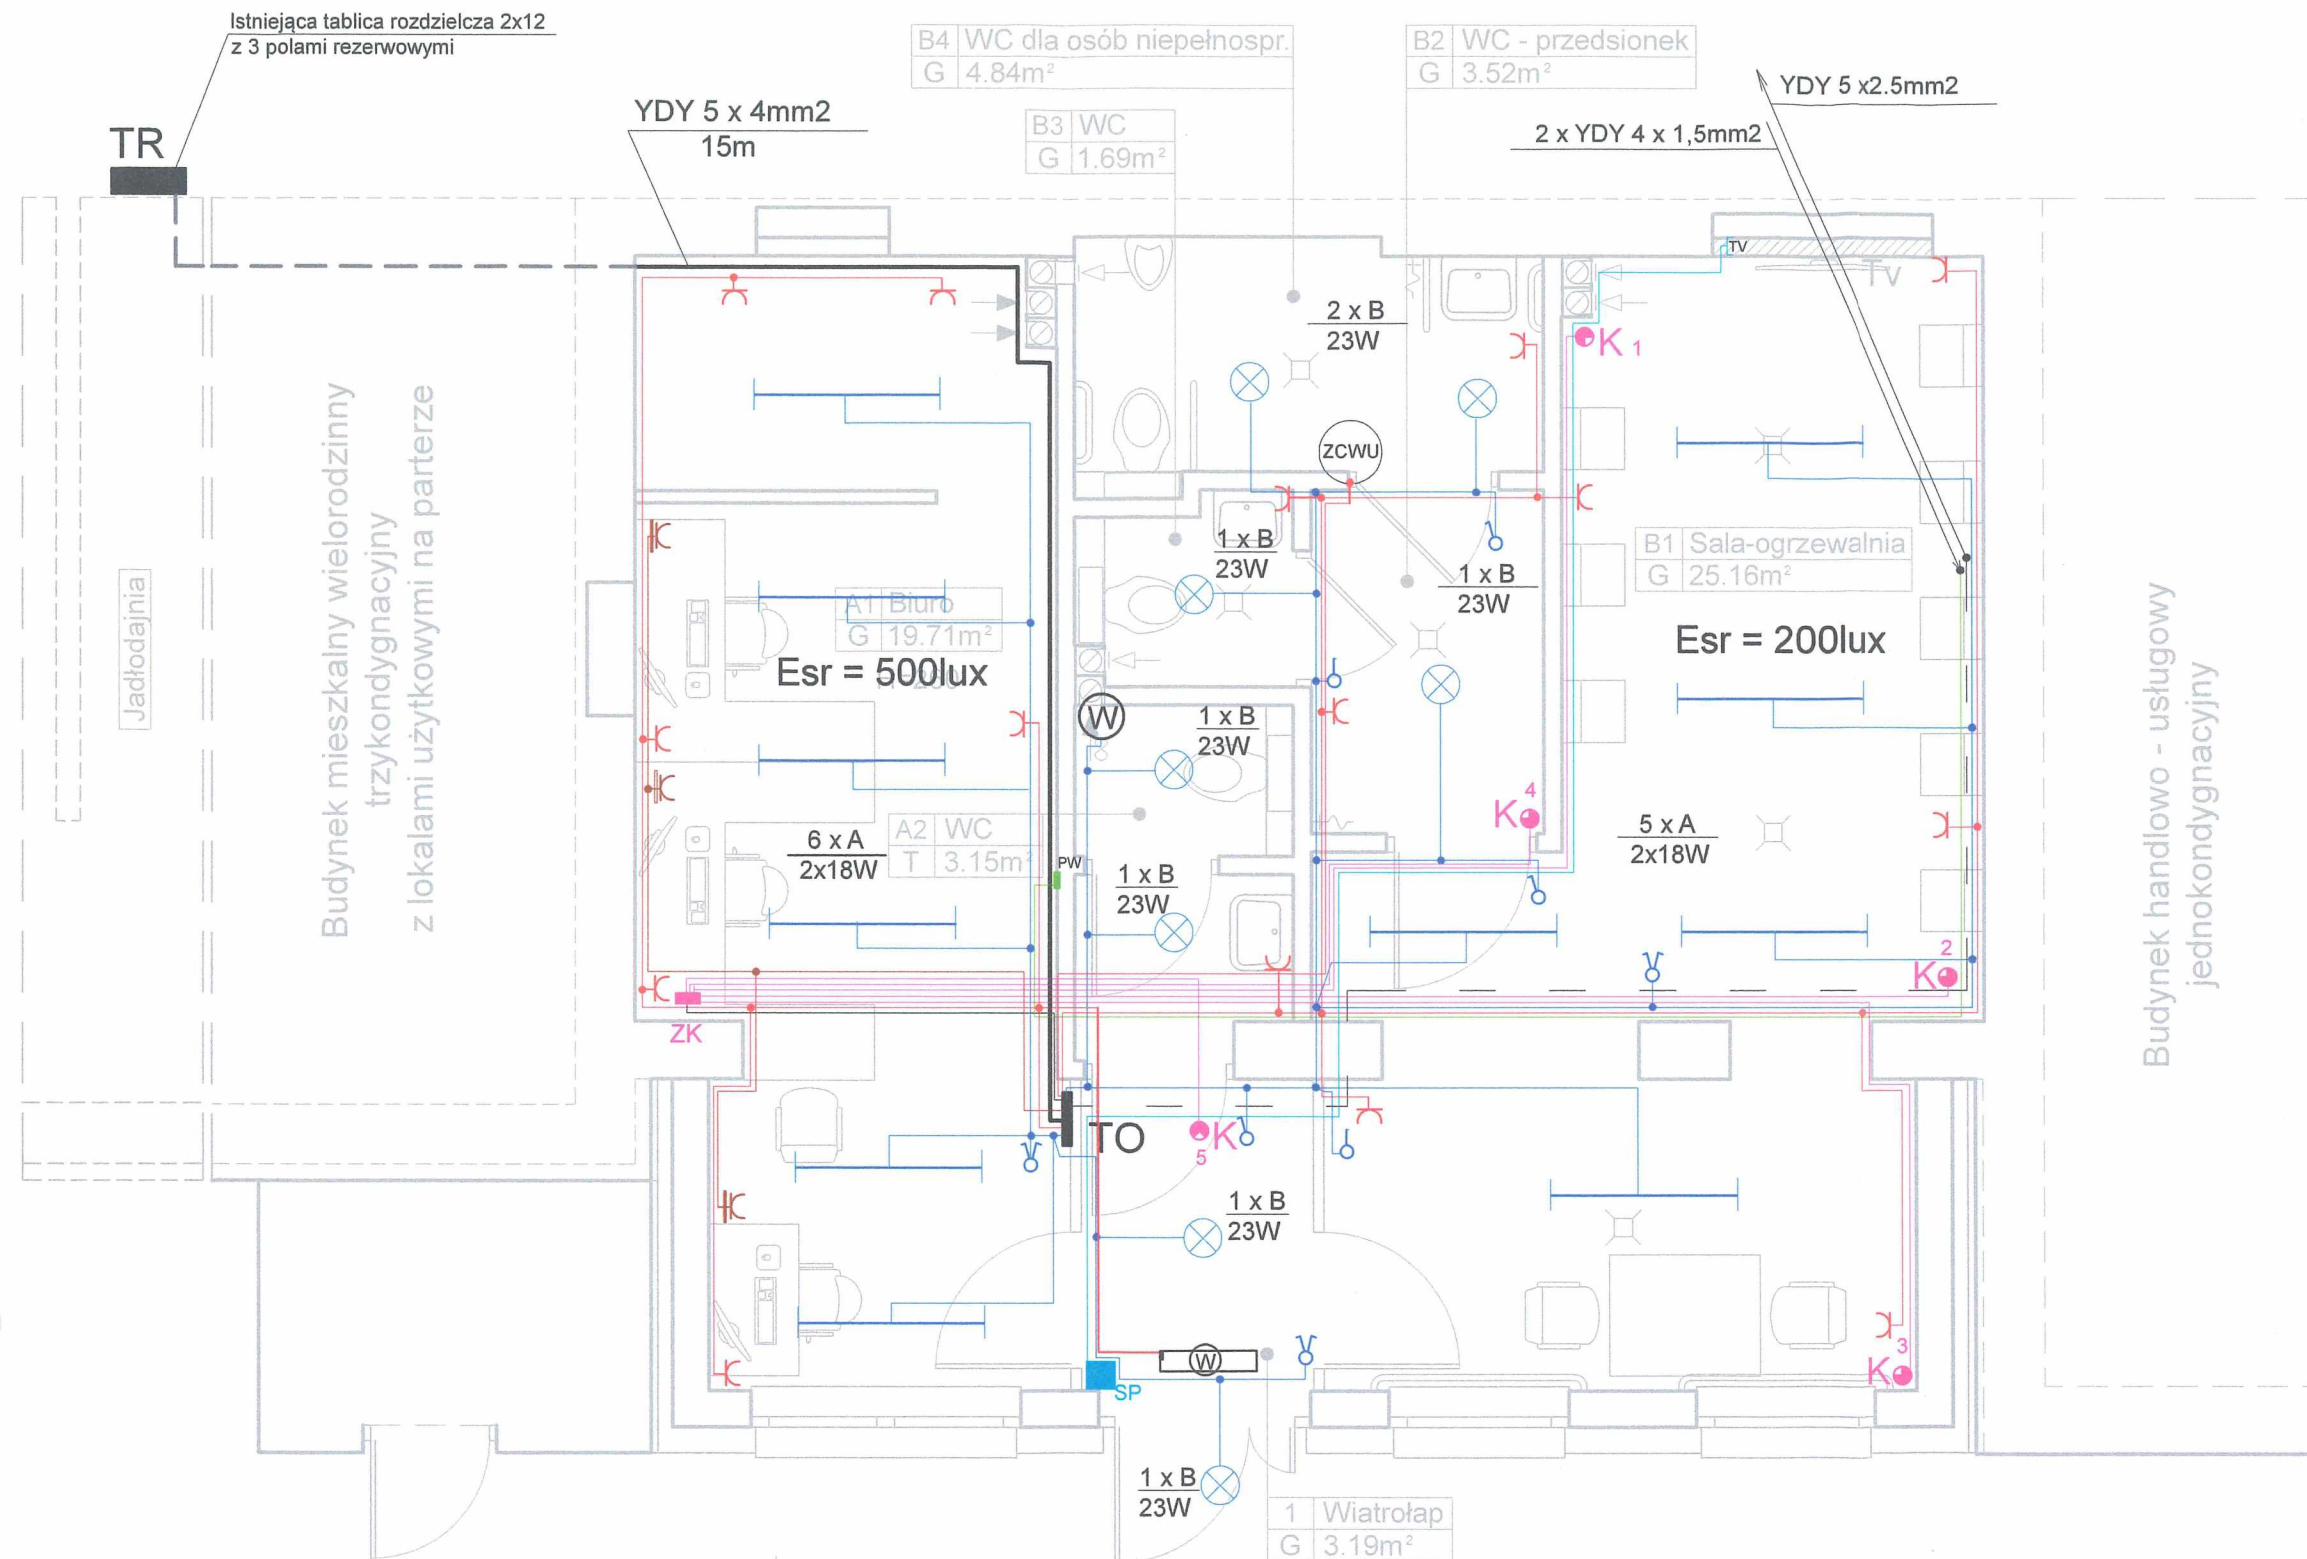 Istniejąca tablica rozdzielcza 2x12
z 3 polami rezerwowymi
TR
YDY 5 x 4mm2
15m
B4 WC dla osób niepełnospr.
G 4.84m²
B2 WC - przedsionek
G 3.52m²
B3 WC
G 1.69m²
YDY 5 x2.5mm2
2 x YDY 4 x 1,5mm2
TV
Tv
2 x B
23W
K 1
ZCWU
Jadłodajnia
Budynek mieszkalny wielorodzinny
trzykondygnacyjny
z lokalami użytkowymi na parterze
1 x B
23W
1 x B
23W
B1 Sala-ogrzewalnia
G 25.16m²
A1 Biuro
G 19.71m²
Esr = 500lux
Esr = 200lux
Budynek handlowo - usługowy
jednokondygnacyjny
W
1 x B
23W
K 4
6 x A
2x18W
A2 WC
T 3.15m²
PW
5 x A
2x18W
1 x B
23W
K 2
ZK
TO
K 5
1 x B
23W
W
K 3
SP
1 x B
23W
1 Wiatrołap
G 3.19m²